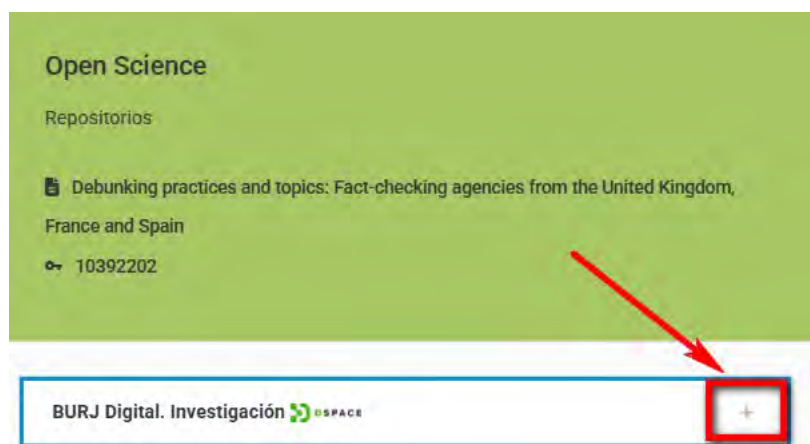 Open Science
Repositorios
Debunking practices and topics: Fact-checking agencies from the United Kingdom,
France and Spain
10392202
BURJ Digital. Investigación DSPACE +